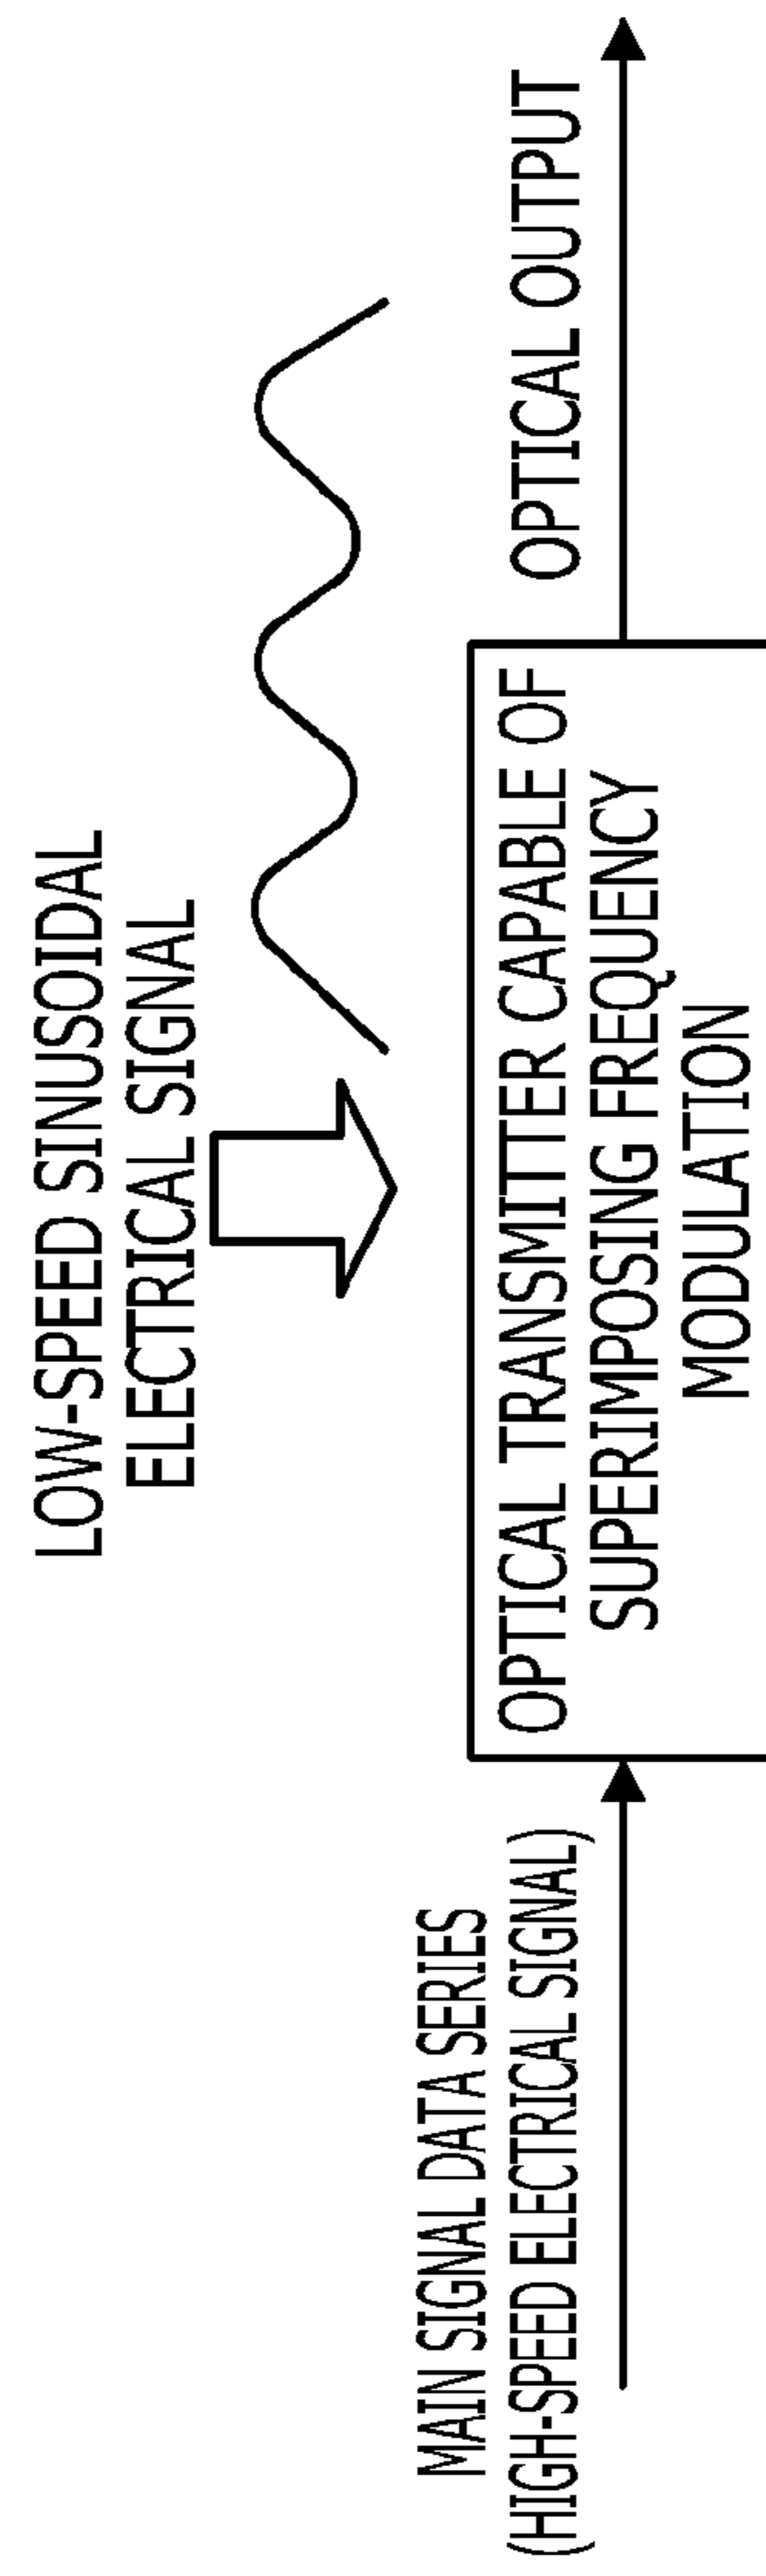 LOW-SPEED SINUSOIDAL
ELECTRICAL SIGNAL
MAIN SIGNAL DATA SERIES
(HIGH-SPEED ELECTRICAL SIGNAL)
OPTICAL TRANSMITTER CAPABLE OF
SUPERIMPOSING FREQUENCY
MODULATION
OPTICAL OUTPUT